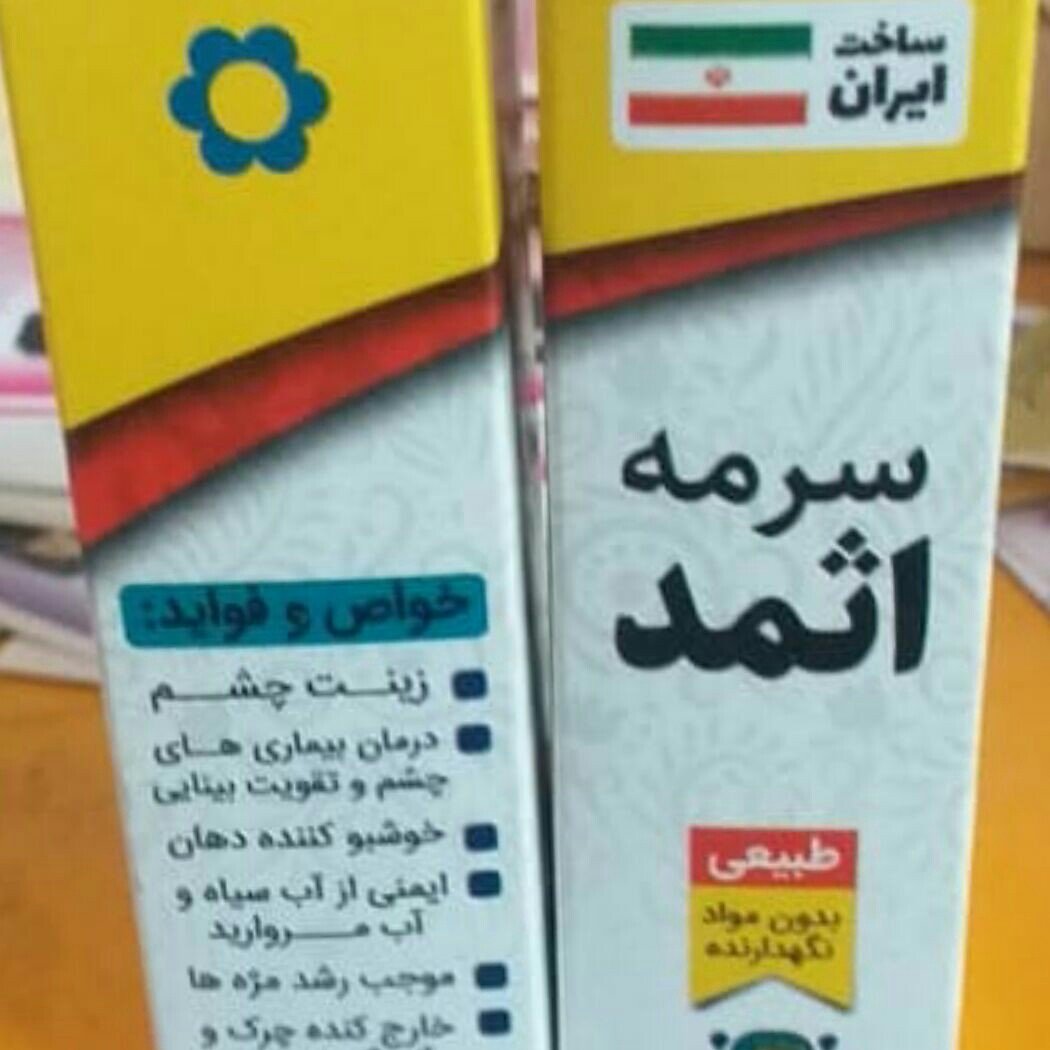 ساخت
ایران
سرمه
اثمد
طبیعی
بدون مواد
نگهدارنده
خواص و فواید:
زینت چشم
درمان بیماری های
چشم و تقویت بینایی
خوشبو کننده دهان
ایمنی از آب سیاه و
آب مروارید
موجب رشد مژه ها
خارج کننده چرک و